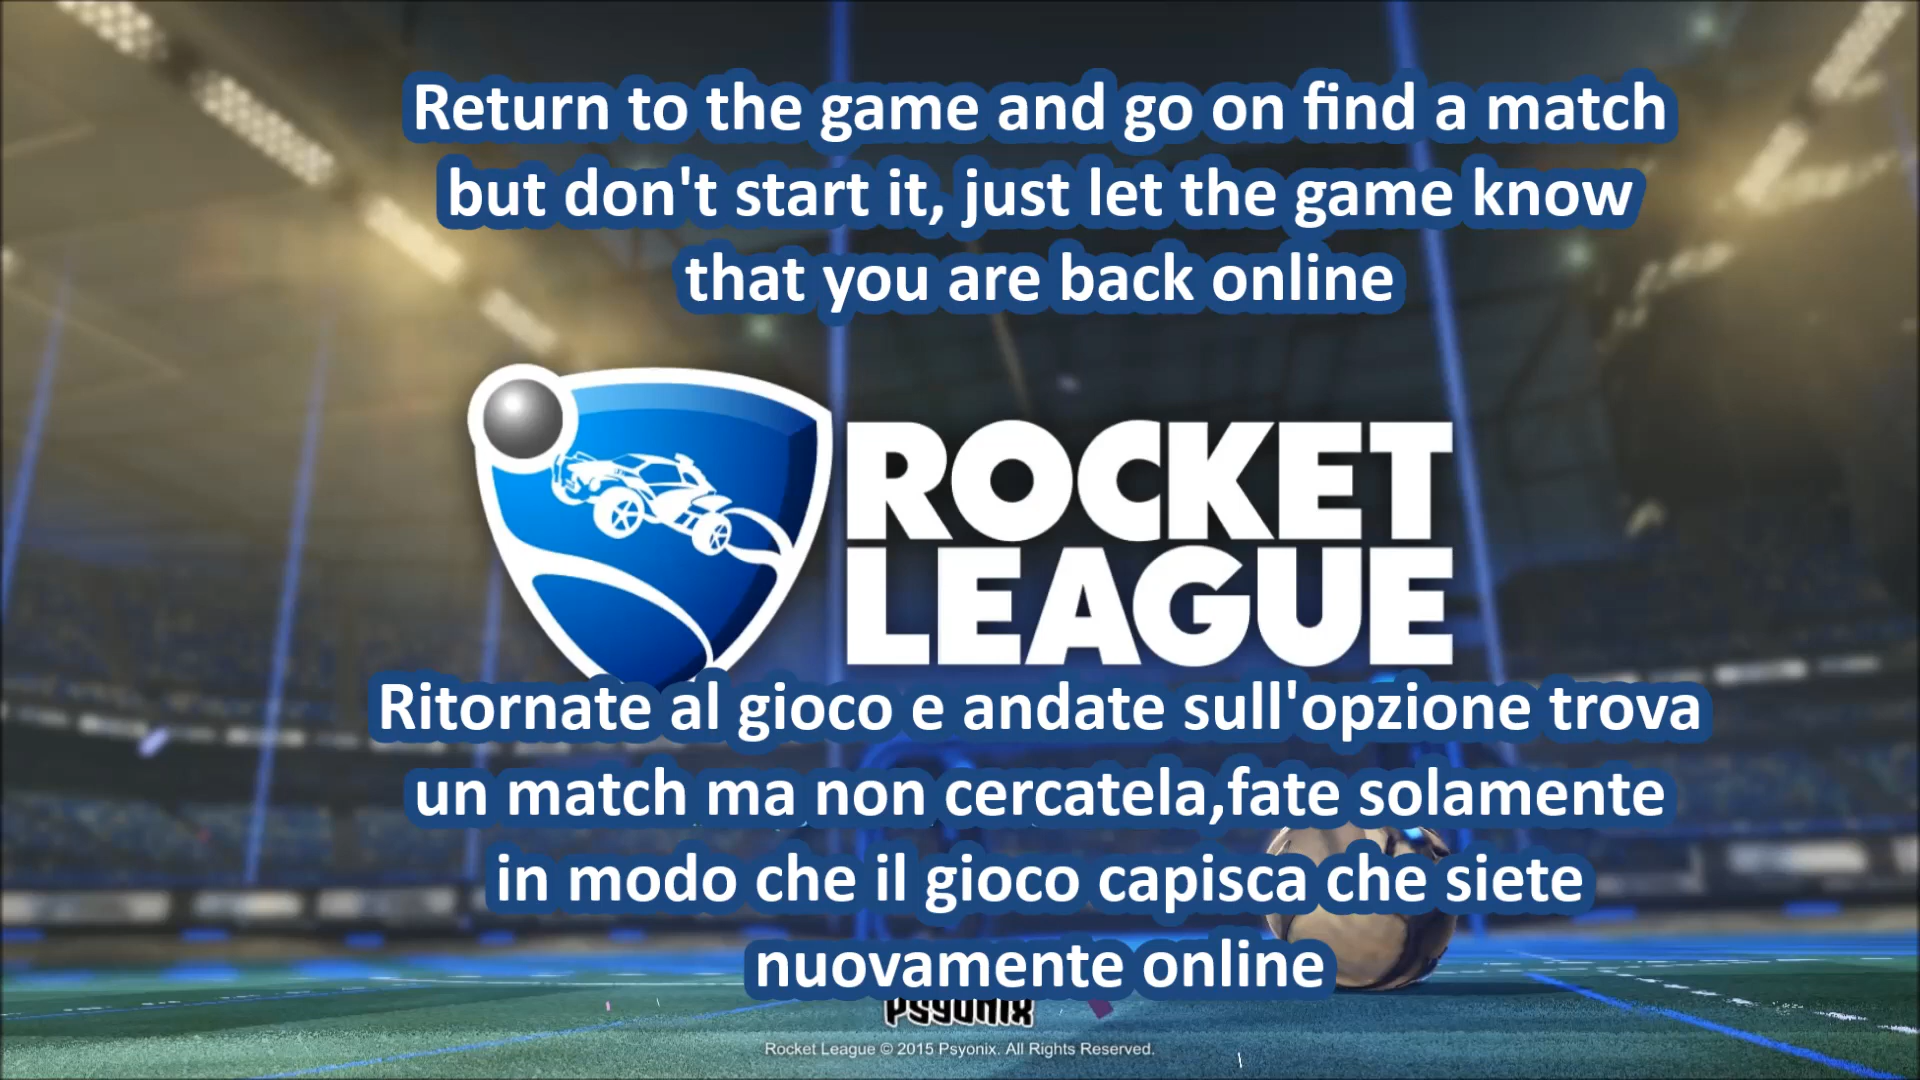 Return to the game and go on find a match
but don't start it, just let the game know
that you are back online
ROCKET
LEAGUE
Ritornate al gioco e andate sull'opzione trova
un match ma non cercatela,fate solamente
in modo che il gioco capisca che siete
nuovamente online
PSYONIX
Rocket League © 2015 Psyonix. All Rights Reserved.